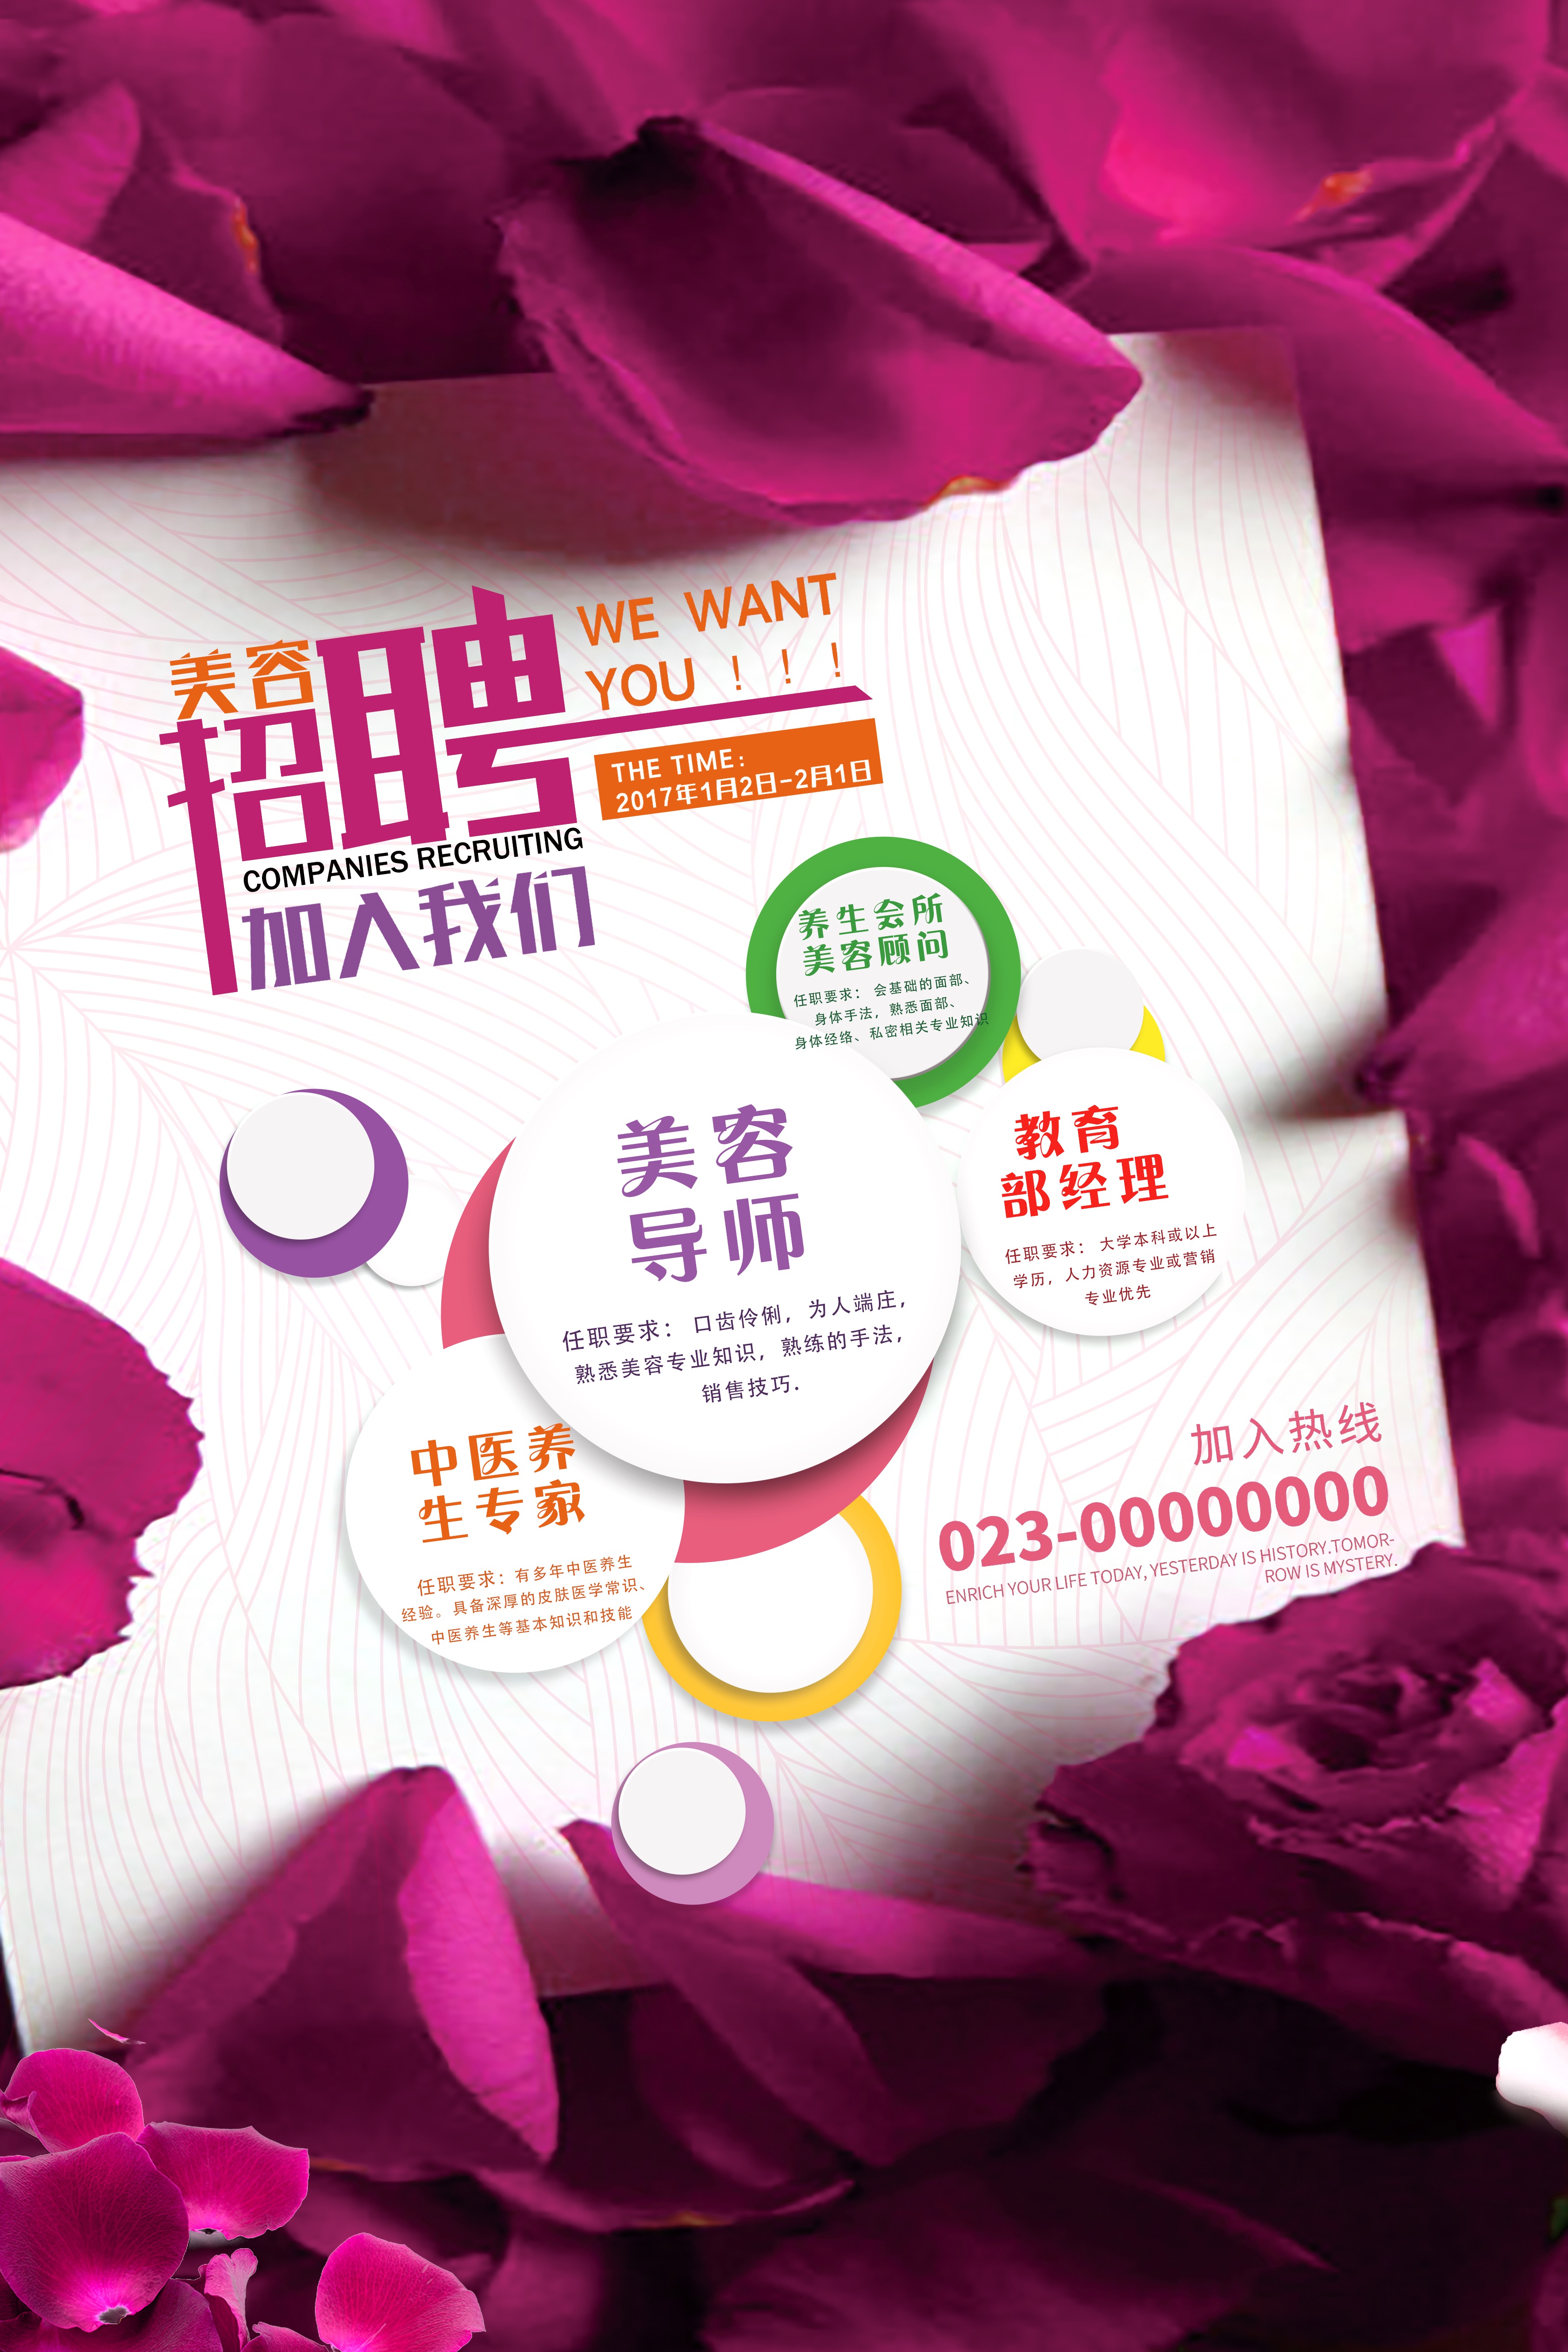 美容
招聘
WE WANT
YOU！！！
THE TIME：
2017年1月2日-2月1日
COMPANIES RECRUITING
加入我们
养生会所
美容顾问
任职要求： 会基础的面部、
身体手法，熟悉面部、
身体经络、私密相关专业知识
美容
导师
任职要求： 口齿伶俐，为人端庄，
熟悉美容专业知识，熟练的手法，
销售技巧.
教育
部经理
任职要求： 大学本科或以上
学历，人力资源专业或营销
专业优先
中医养
生专家
任职要求：有多年中医养生
经验。具备深厚的皮肤医学常识、
中医养生等基本知识和技能
加入热线
023-00000000
ENRICH YOUR LIFE TODAY, YESTERDAY IS HISTORY.TOMOR-
ROW IS MYSTERY.